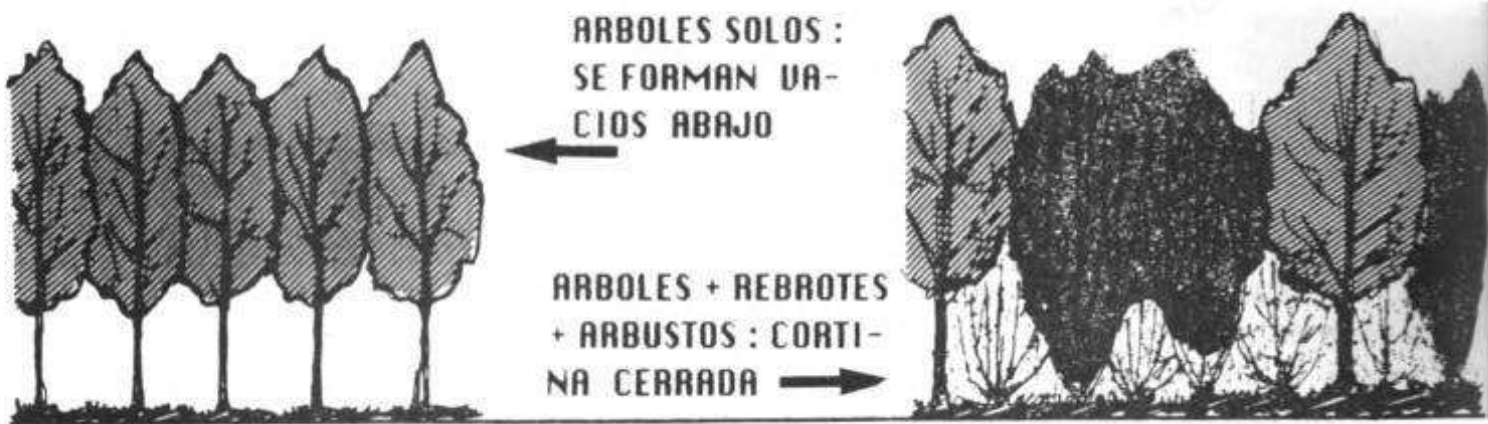 ARBOLES SOLOS :
SE FORMAN VA-
CIOS ABAJO
ARBOLES + REBROTES
+ ARBUSTOS : CORTI-
NA CERRADA